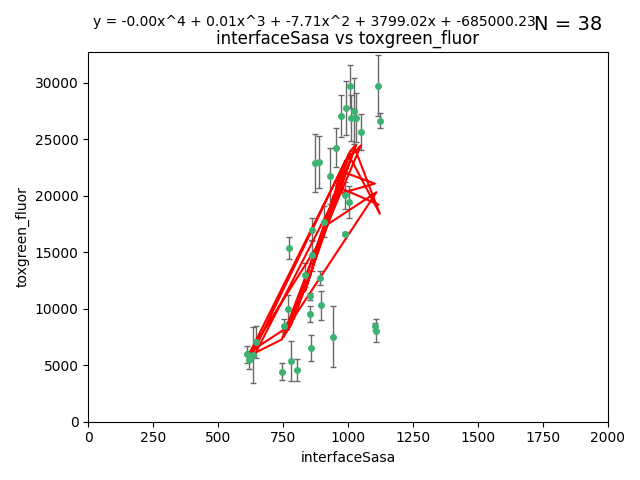 y = -0.00x^4 + 0.01x^3 + -7.71x^2 + 3799.02x + -685000.23
N = 38
interfaceSasa vs toxgreen_fluor
30000
25000
20000
15000
10000
5000
0
toxgreen_fluor
0 250 500 750 1000 1250 1500 1750 2000
interfaceSasa